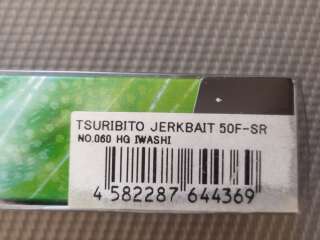 TSURIBITO JERKBAIT 50F-SR
NO.060 HG IWASHI
4 582287 644369